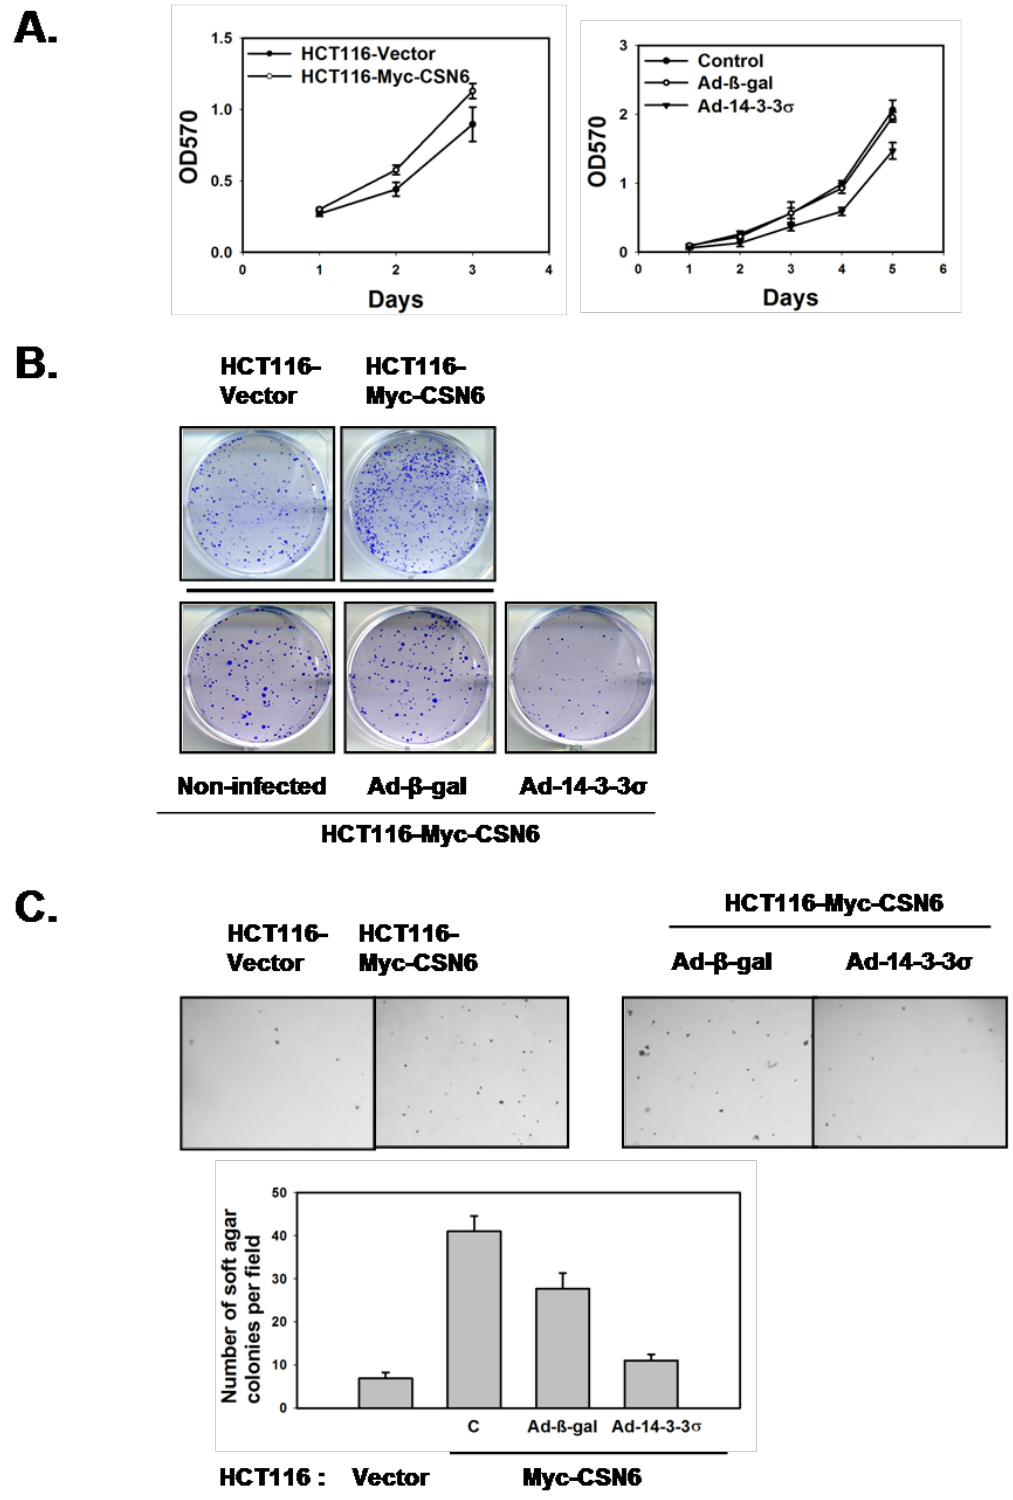 A.
HCT116-Vector
HCT116-Myc-CSN6
1.5
1.0
0.5
0.0
OD570
0 1 2 3 4
Days
Control
Ad-ß-gal
Ad-14-3-3σ
3
2
1
0
OD570
0 1 2 3 4 5 6
Days
B.
HCT116-
Vector
HCT116-
Myc-CSN6
Non-infected Ad-β-gal Ad-14-3-3σ
HCT116-Myc-CSN6
C.
HCT116-
Vector
HCT116-
Myc-CSN6
HCT116-Myc-CSN6
Ad-β-gal Ad-14-3-3σ
50
40
30
20
10
0
Number of soft agar
colonies per field
C Ad-ß-gal Ad-14-3-3σ
HCT116 : Vector Myc-CSN6